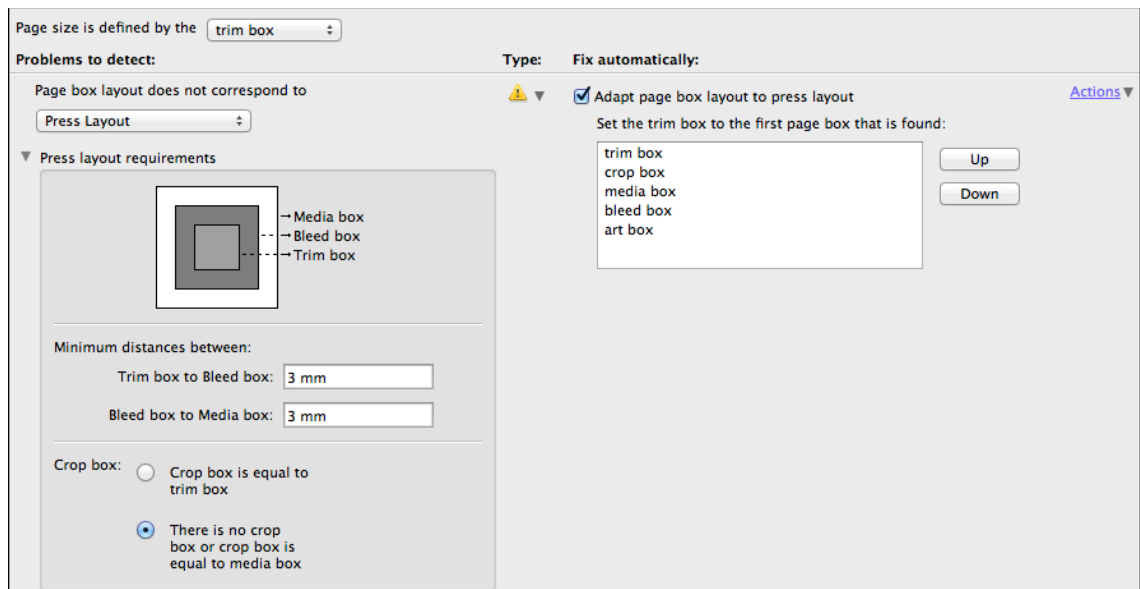 Page size is defined by the trim box
Problems to detect: Type: Fix automatically:
Page box layout does not correspond to
Press Layout
Press layout requirements
Media box
Bleed box
Trim box
Minimum distances between:
Trim box to Bleed box: 3 mm
Bleed box to Media box: 3 mm
Crop box:
Crop box is equal to
trim box
There is no crop
box or crop box is
equal to media box
Adapt page box layout to press layout
Actions
Set the trim box to the first page box that is found:
trim box
crop box
media box
bleed box
art box
Up
Down